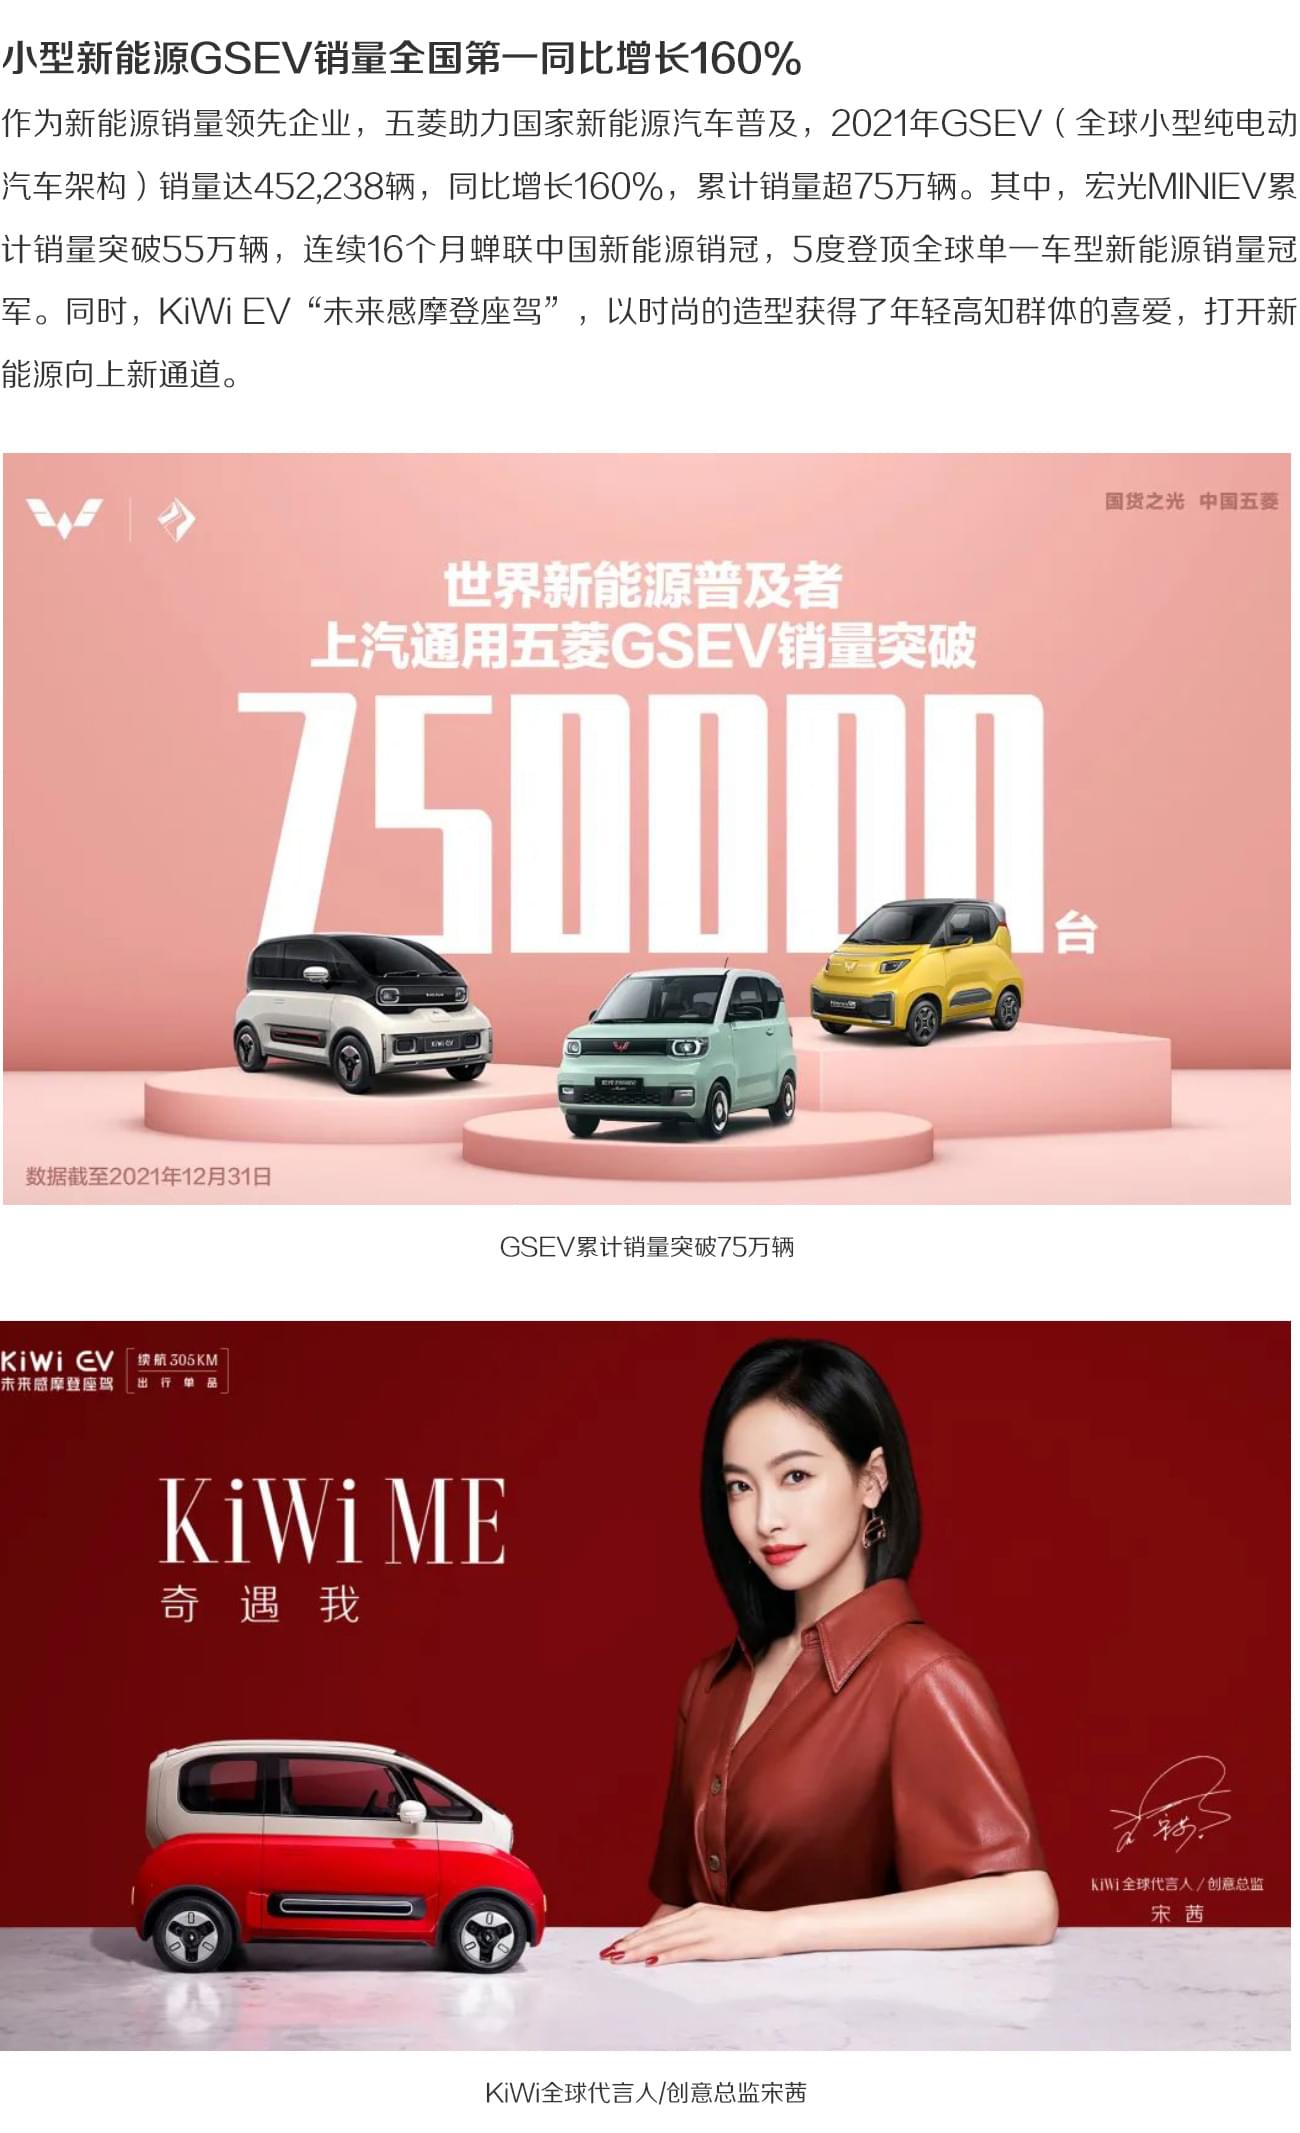 小型新能源GSEV销量全国第一同比增长160%
作为新能源销量领先企业，五菱助力国家新能源汽车普及，2021年GSEV（全球小型纯电动
汽车架构）销量达452,238辆，同比增长160%，累计销量超75万辆。其中，宏光MINIEV累
计销量突破55万辆，连续16个月蝉联中国新能源销冠，5度登顶全球单一车型新能源销量冠
军。同时，KiWi EV“未来感摩登座驾”，以时尚的造型获得了年轻高知群体的喜爱，打开新
能源向上新通道。
国货之光 中国五菱
世界新能源普及者
上汽通用五菱GSEV销量突破
750000
台
KiWi EV
数据截至2021年12月31日
GSEV累计销量突破75万辆
KiWi EV
未来感摩登座驾
续航305KM
出行单品
KiWi ME
奇遇我
KiWi全球代言人/创意总监
宋茜
KiWi全球代言人/创意总监宋茜